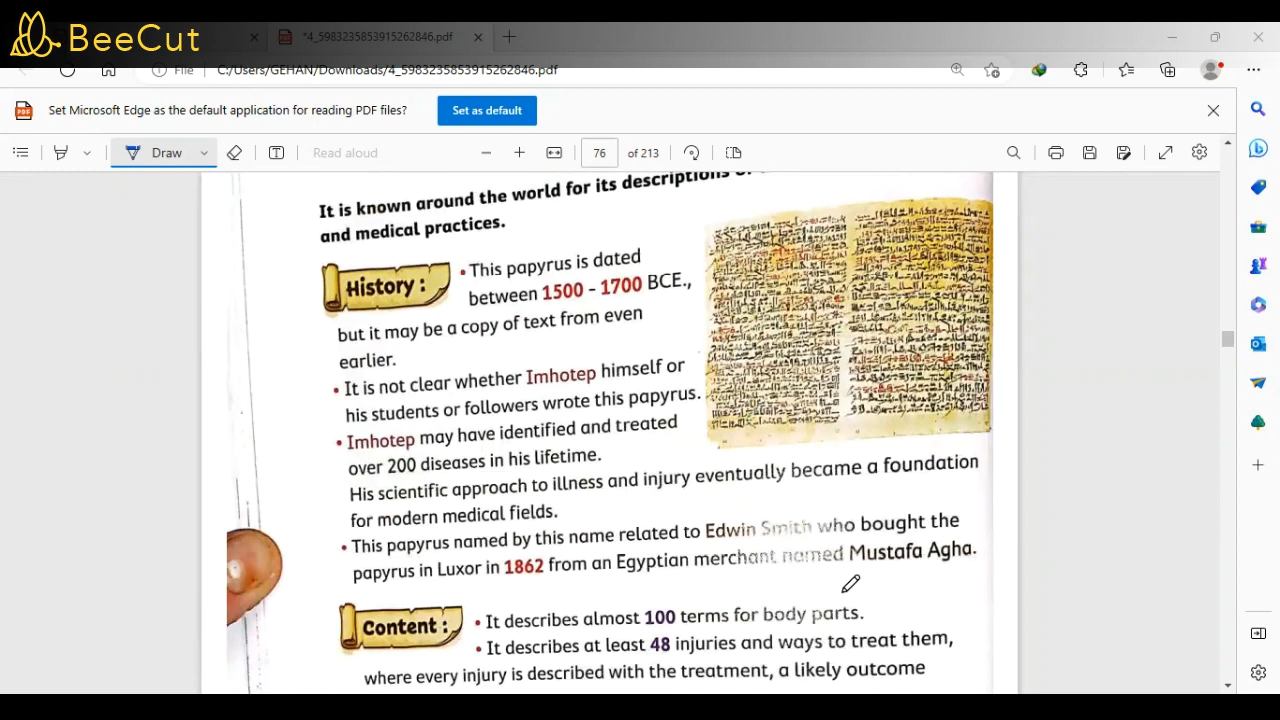 BeeCut
*4_5983235853915262846.pdf
File C:/Users/GEHAN/Downloads/4_5983235853915262846.pdf
Set Microsoft Edge as the default application for reading PDF files? Set as default
Draw Read aloud 76 of 213
It is known around the world for its descriptions
and medical practices.
History : • This papyrus is dated
between 1500 - 1700 BCE.,
but it may be a copy of text from even
earlier.
• It is not clear whether Imhotep himself or
his students or followers wrote this papyrus.
• Imhotep may have identified and treated
over 200 diseases in his lifetime.
His scientific approach to illness and injury eventually became a foundation
for modern medical fields.
• This papyrus named by this name related to Edwin Smith who bought the
papyrus in Luxor in 1862 from an Egyptian merchant named Mustafa Agha.
Content : • It describes almost 100 terms for body parts.
• It describes at least 48 injuries and ways to treat them,
where every injury is described with the treatment, a likely outcome